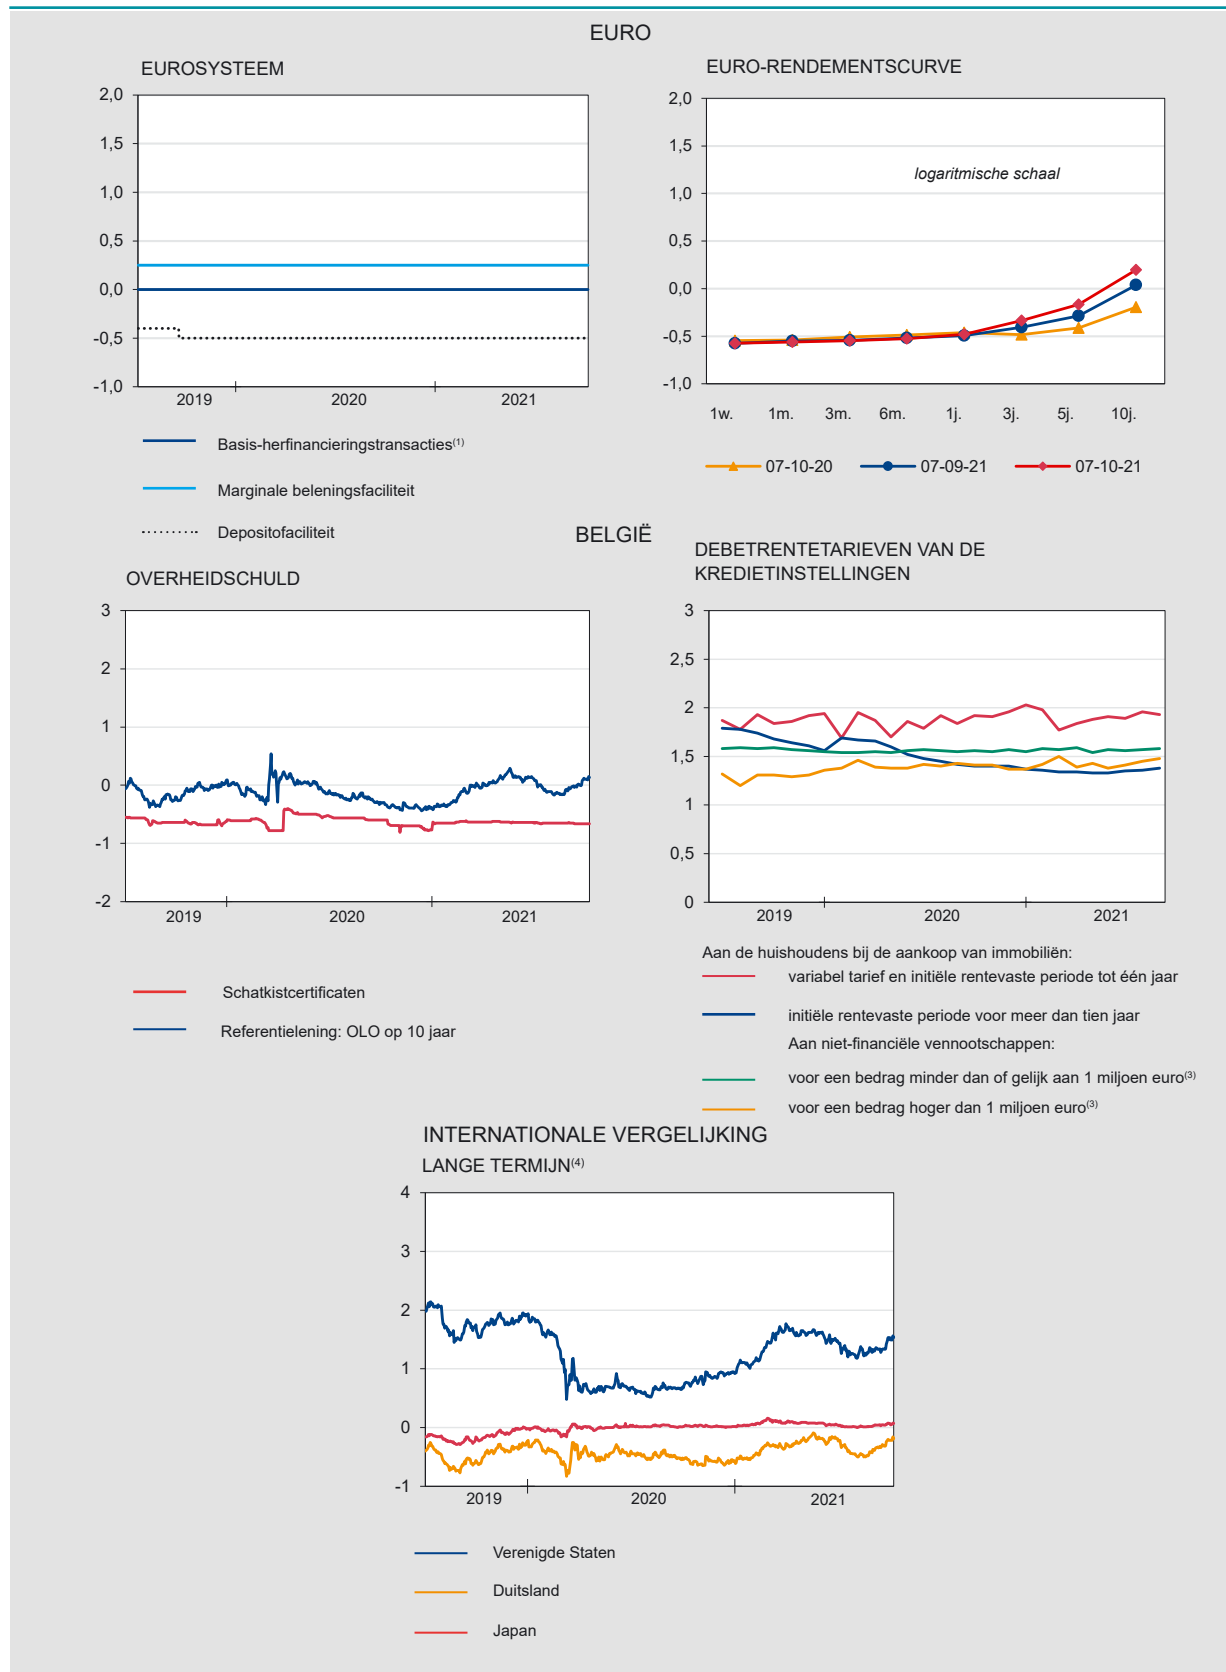 EURO
EUROSYSTEEM
2,0
1,5
1,0
0,5
0,0
-0,5
-1,0
2019 2020 2021
Basis-herfinancieringstransacties(1)
Marginale beleningsfaciliteit
Depositofaciliteit
EURO-RENDEMENTSCURVE
2,0
1,5
1,0
0,5
0,0
-0,5
-1,0
logaritmische schaal
1w. 1m. 3m. 6m. 1j. 3j. 5j. 10j.
07-10-20 07-09-21 07-10-21
BELGIË
OVERHEIDSCHULD
3
2
1
0
-1
-2
2019 2020 2021
Schatkistcertificaten
Referentielening: OLO op 10 jaar
DEBETRENTETARIEVEN VAN DE
KREDIETINSTELLINGEN
3
2,5
2
1,5
1
0,5
0
2019 2020 2021
Aan de huishoudens bij de aankoop van immobiliën:
variabel tarief en initiële rentevaste periode tot één jaar
initiële rentevaste periode voor meer dan tien jaar
Aan niet-financiële vennootschappen:
voor een bedrag minder dan of gelijk aan 1 miljoen euro(3)
voor een bedrag hoger dan 1 miljoen euro(3)
INTERNATIONALE VERGELIJKING
LANGE TERMIJN(4)
4
3
2
1
0
-1
2019 2020 2021
Verenigde Staten
Duitsland
Japan